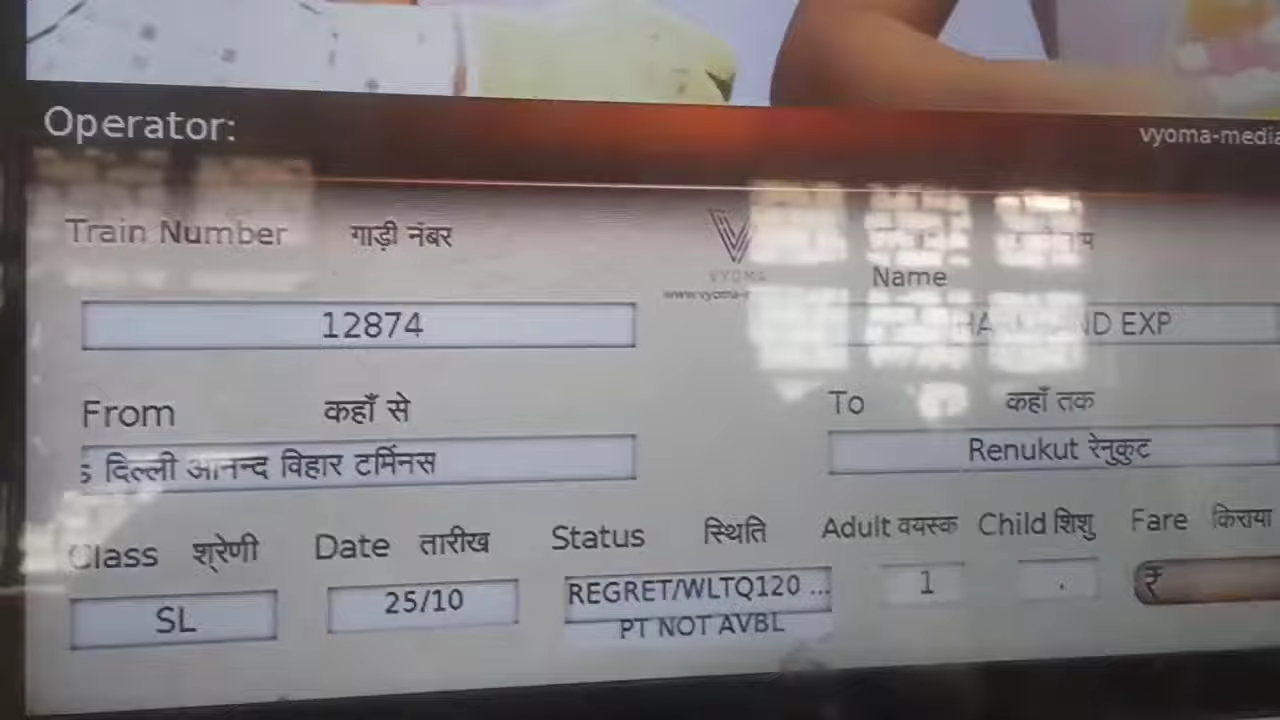 Operator:
vyoma-media
Train Number गाड़ी नंबर
VYOMA
Name
12874
ND EXP
From कहाँ से
To कहाँ तक
दिल्ली आनन्द विहार टर्मिनस
Renukut रेनुकुट
Class श्रेणी Date तारीख Status स्थिति Adult वयस्क Child शिशु Fare किराया
SL 25/10 REGRET/WLTQ120 ... 1 . ₹
PT NOT AVBL